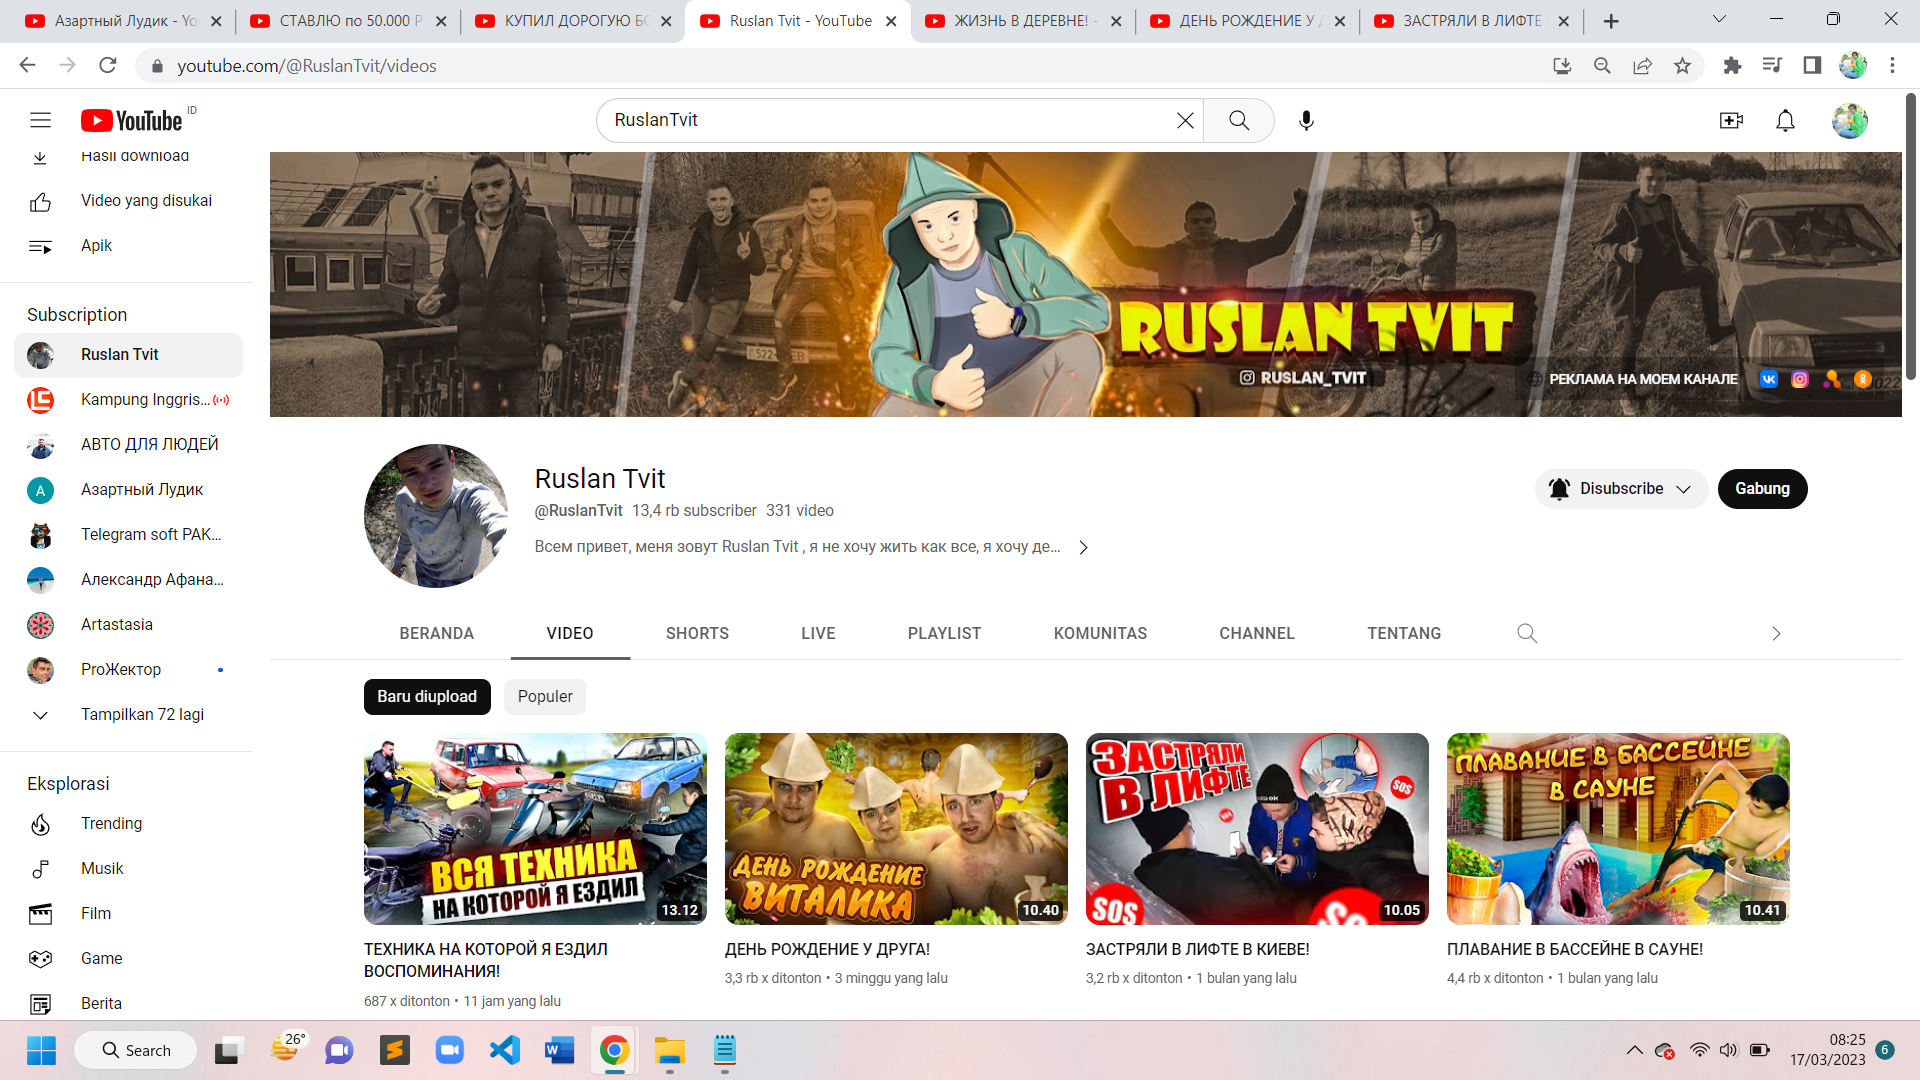 Азартный Лудик - Yo
СТАВЛЮ по 50.000 Р
КУПИЛ ДОРОГУЮ БО
Ruslan Tvit - YouTube
ЖИЗНЬ В ДЕРЕВНЕ! -
ДЕНЬ РОЖДЕНИЕ У Д
ЗАСТРЯЛИ В ЛИФТЕ
youtube.com/@RuslanTvit/videos
YouTube ID
RuslanTvit
Hasil download
Video yang disukai
Apik
Subscription
Ruslan Tvit
Kampung Inggris...
АВТО ДЛЯ ЛЮДЕЙ
А Азартный Лудик
Telegram soft PAK...
Александр Афана...
Artastasia
ProЖектор
Tampilkan 72 lagi
Eksplorasi
Trending
Musik
Film
Game
Berita
RUSLAN TVIT
RUSLAN_TVIT
РЕКЛАМА НА МОЕМ КАНАЛЕ
Ruslan Tvit
@RuslanTvit 13,4 rb subscriber 331 video
Всем привет, меня зовут Ruslan Tvit , я не хочу жить как все, я хочу де...
Disubscribe
Gabung
BERANDA VIDEO SHORTS LIVE PLAYLIST KOMUNITAS CHANNEL TENTANG
Baru diupload Populer
ВСЯ ТЕХНИКА
НА КОТОРОЙ Я ЕЗДИЛ
13.12
ТЕХНИКА НА КОТОРОЙ Я ЕЗДИЛ
ВОСПОМИНАНИЯ!
687 x ditonton • 11 jam yang lalu
ДЕНЬ РОЖДЕНИЕ
ВИТАЛИКА
10.40
ДЕНЬ РОЖДЕНИЕ У ДРУГА!
3,3 rb x ditonton • 3 minggu yang lalu
ЗАСТРЯЛИ
В ЛИФТЕ
SOS
SOS
10.05
ЗАСТРЯЛИ В ЛИФТЕ В КИЕВЕ!
3,2 rb x ditonton • 1 bulan yang lalu
ПЛАВАНИЕ В БАССЕЙНЕ
В САУНЕ
10.41
ПЛАВАНИЕ В БАССЕЙНЕ В САУНЕ!
4,4 rb x ditonton • 1 bulan yang lalu
Search
26°
08:25
17/03/2023
6